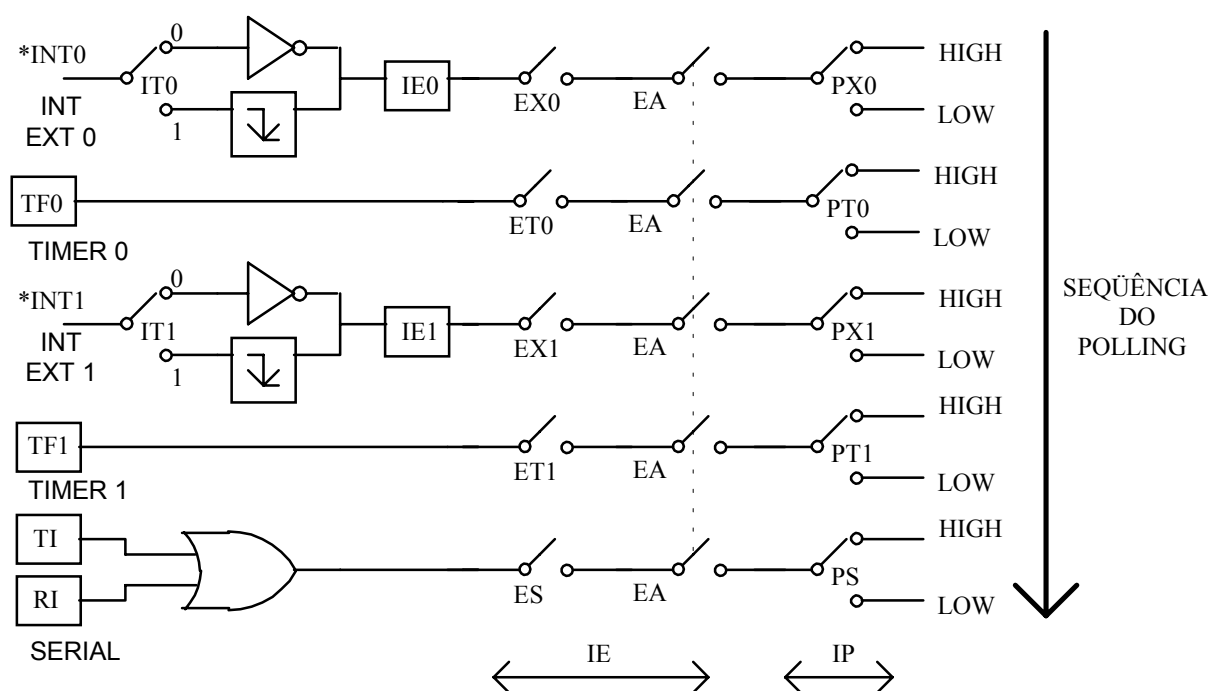 *INT0
INT
EXT 0
0
IT0
1
IE0
EX0
EA
PX0
HIGH
LOW
TF0
TIMER 0
ET0
EA
PT0
HIGH
LOW
*INT1
INT
EXT 1
0
IT1
1
IE1
EX1
EA
PX1
HIGH
LOW
TF1
TIMER 1
ET1
EA
PT1
HIGH
LOW
TI
RI
SERIAL
ES
EA
PS
HIGH
LOW
IE
IP
SEQÜÊNCIA
DO
POLLING